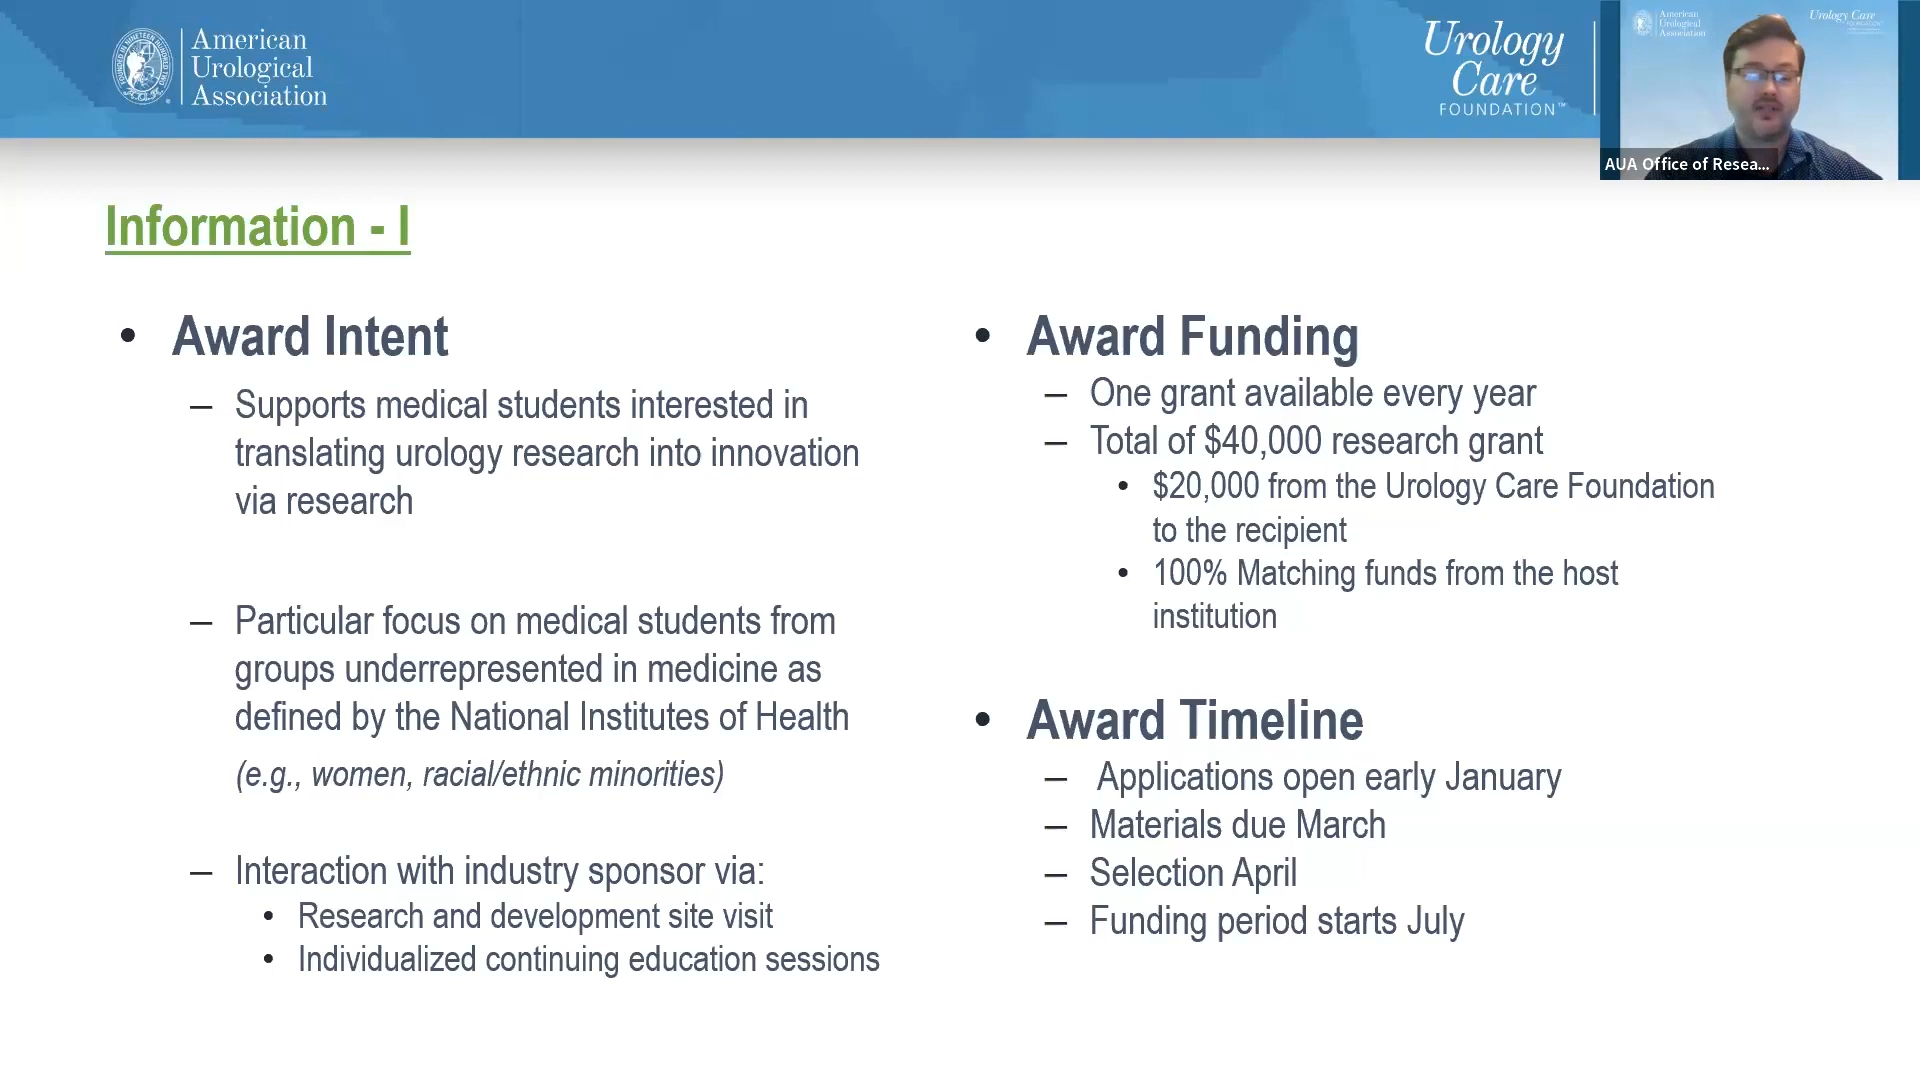 American
Urological
Association
Urology
Care
FOUNDATION™
American
Urological
Association
Urology Care
AUA Office of Resea...
Information - I
• Award Intent
– Supports medical students interested in
translating urology research into innovation
via research
– Particular focus on medical students from
groups underrepresented in medicine as
defined by the National Institutes of Health
(e.g., women, racial/ethnic minorities)
– Interaction with industry sponsor via:
• Research and development site visit
• Individualized continuing education sessions
• Award Funding
– One grant available every year
– Total of $40,000 research grant
• $20,000 from the Urology Care Foundation
to the recipient
• 100% Matching funds from the host
institution
• Award Timeline
– Applications open early January
– Materials due March
– Selection April
– Funding period starts July